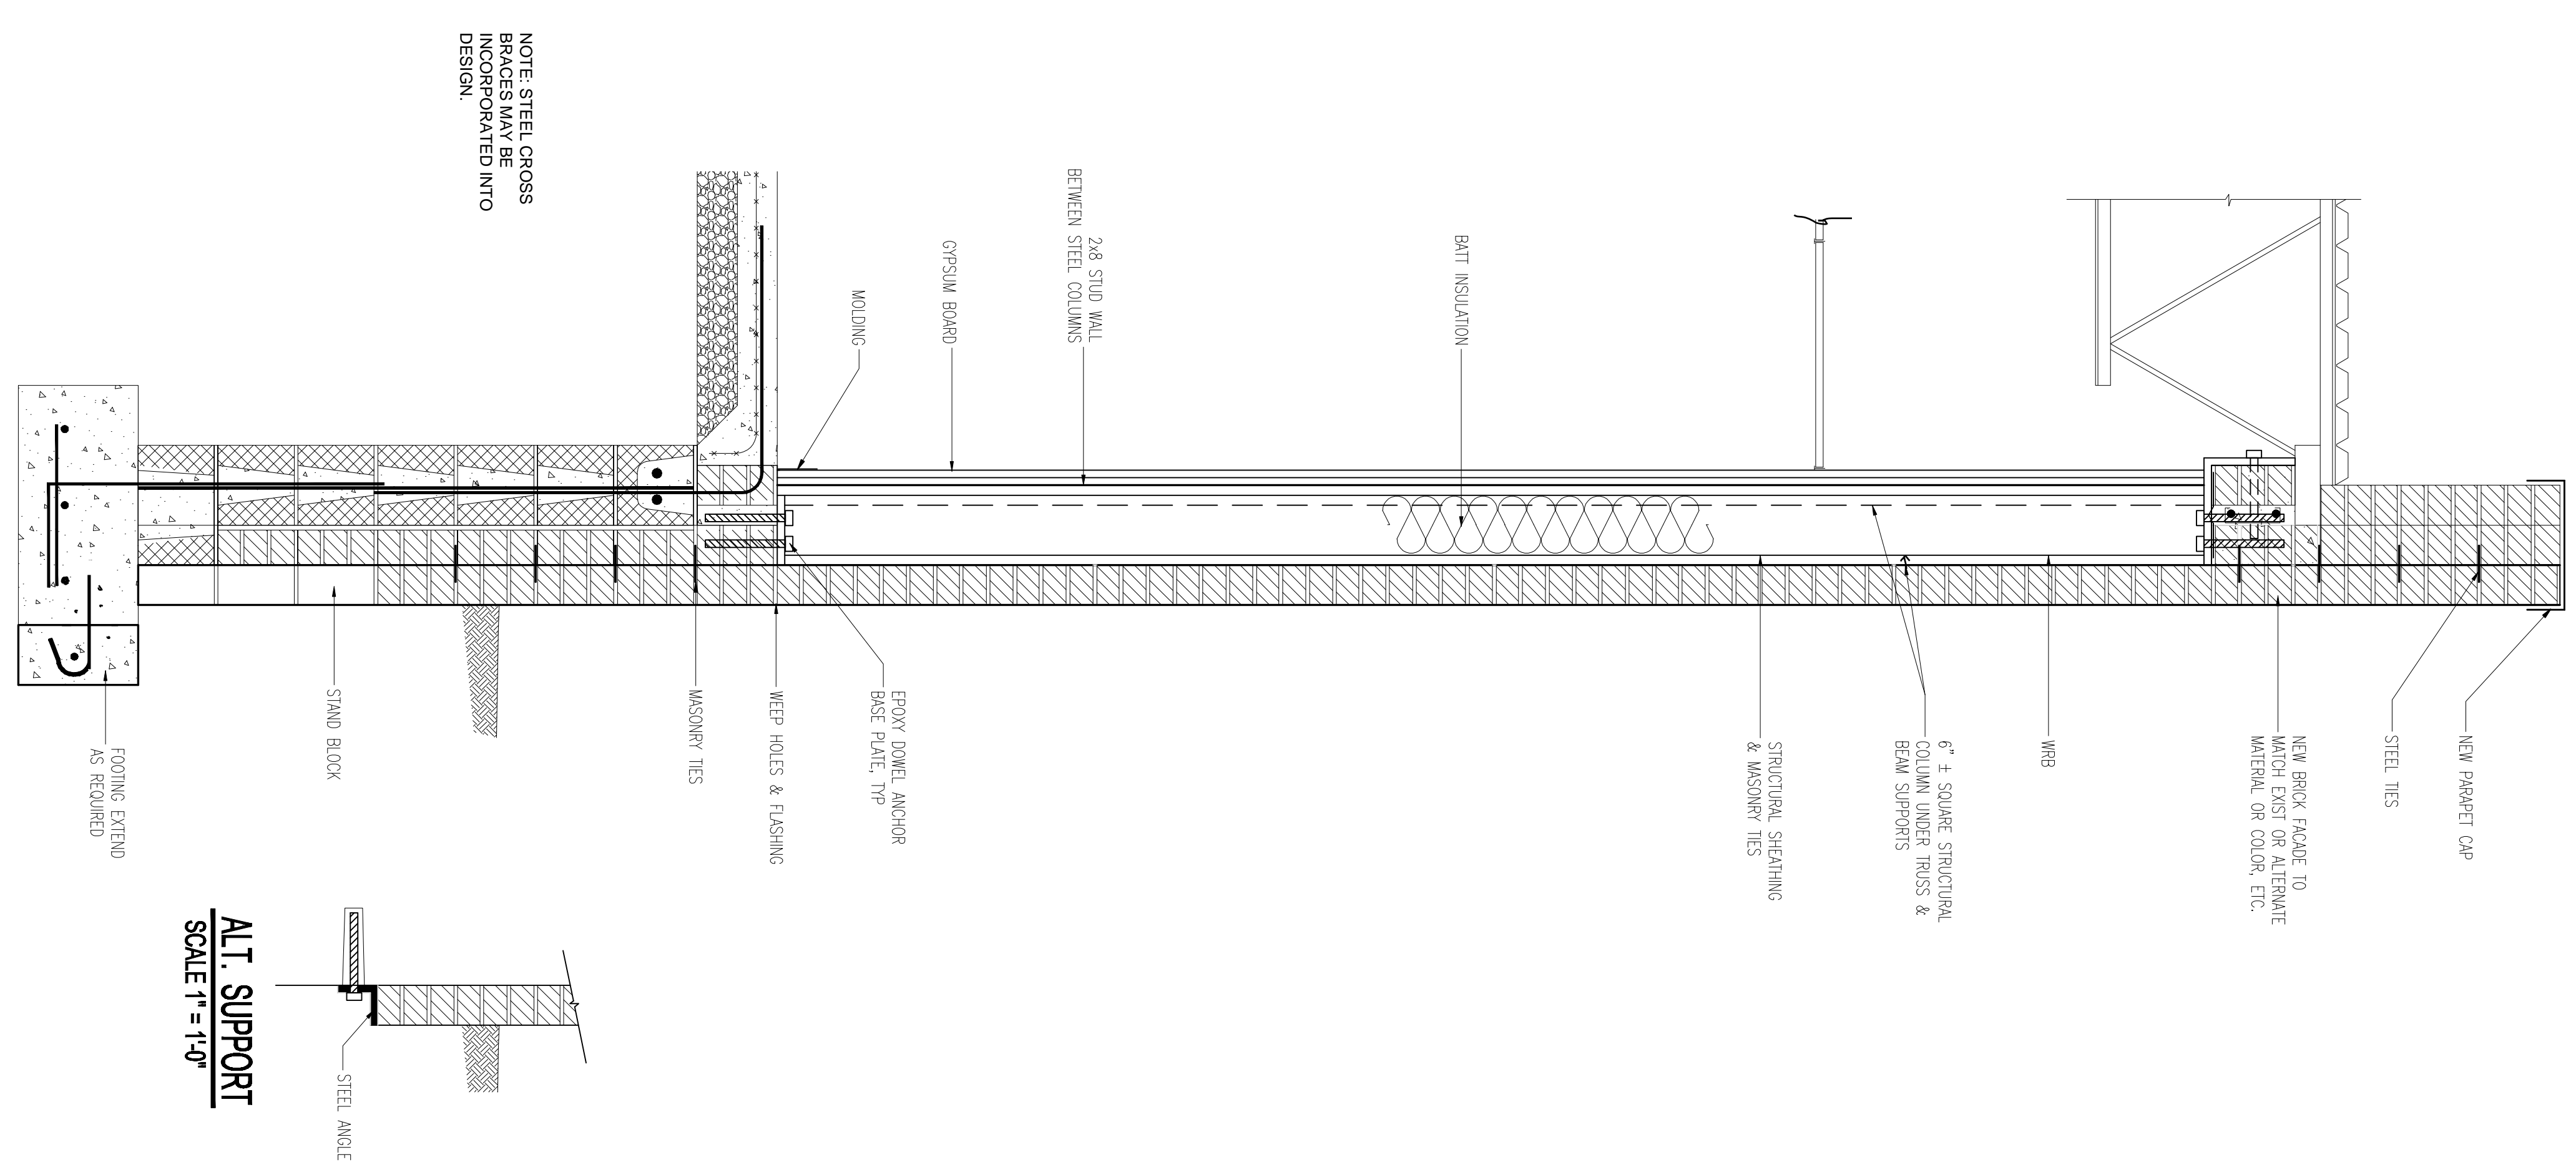 NEW PARAPET CAP
STEEL TIES
NEW BRICK FACADE TO
MATCH EXIST OR ALTERNATE
MATERIAL OR COLOR, ETC.
WRB
6" ± SQUARE STRUCTURAL
COLUMN UNDER TRUSS &
BEAM SUPPORTS
STRUCTURAL SHEATHING
& MASONRY TIES
BATT INSULATION
2x8 STUD WALL
BETWEEN STEEL COLUMNS
GYPSUM BOARD
MOLDING
EPOXY DOWEL ANCHOR
BASE PLATE, TYP
WEEP HOLES & FLASHING
MASONRY TIES
NOTE: STEEL CROSS
BRACES MAY BE
INCORPORATED INTO
DESIGN.
STAND BLOCK
FOOTING EXTEND
AS REQUIRED
STEEL ANGLE
ALT. SUPPORT
SCALE 1" = 1'-0"